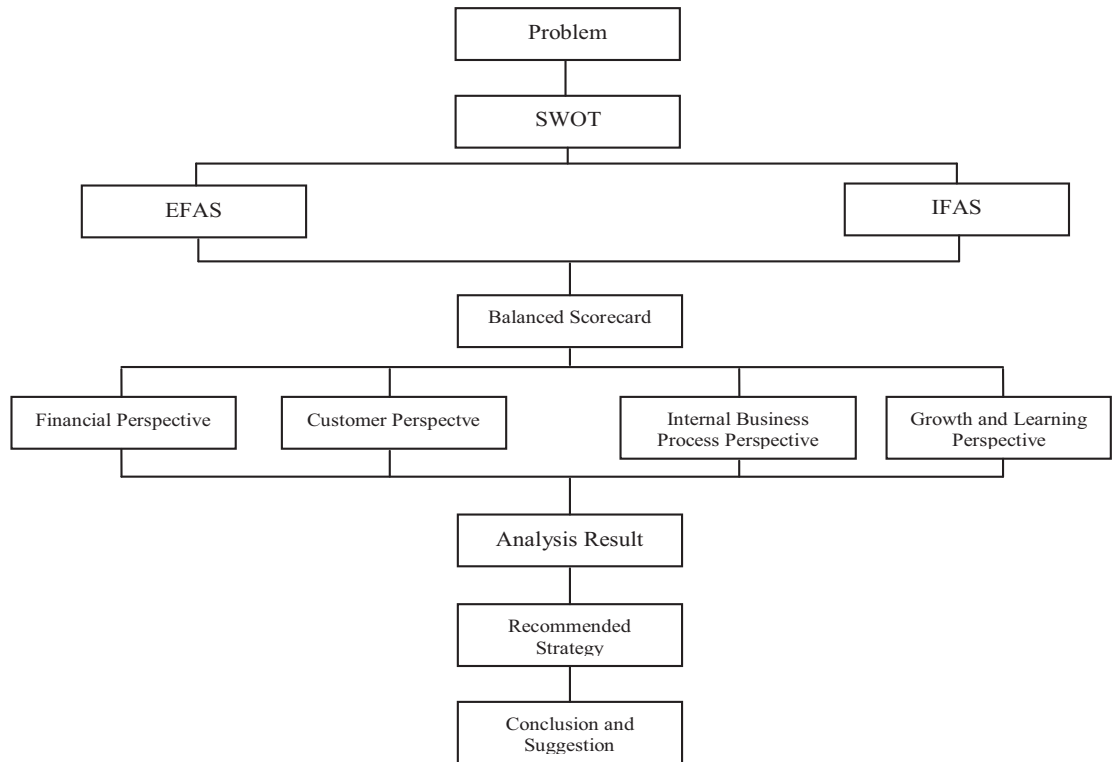 Problem
SWOT
EFAS
IFAS
Balanced Scorecard
Financial Perspective
Customer Perspectve
Internal Business
Process Perspective
Growth and Learning
Perspective
Analysis Result
Recommended
Strategy
Conclusion and
Suggestion